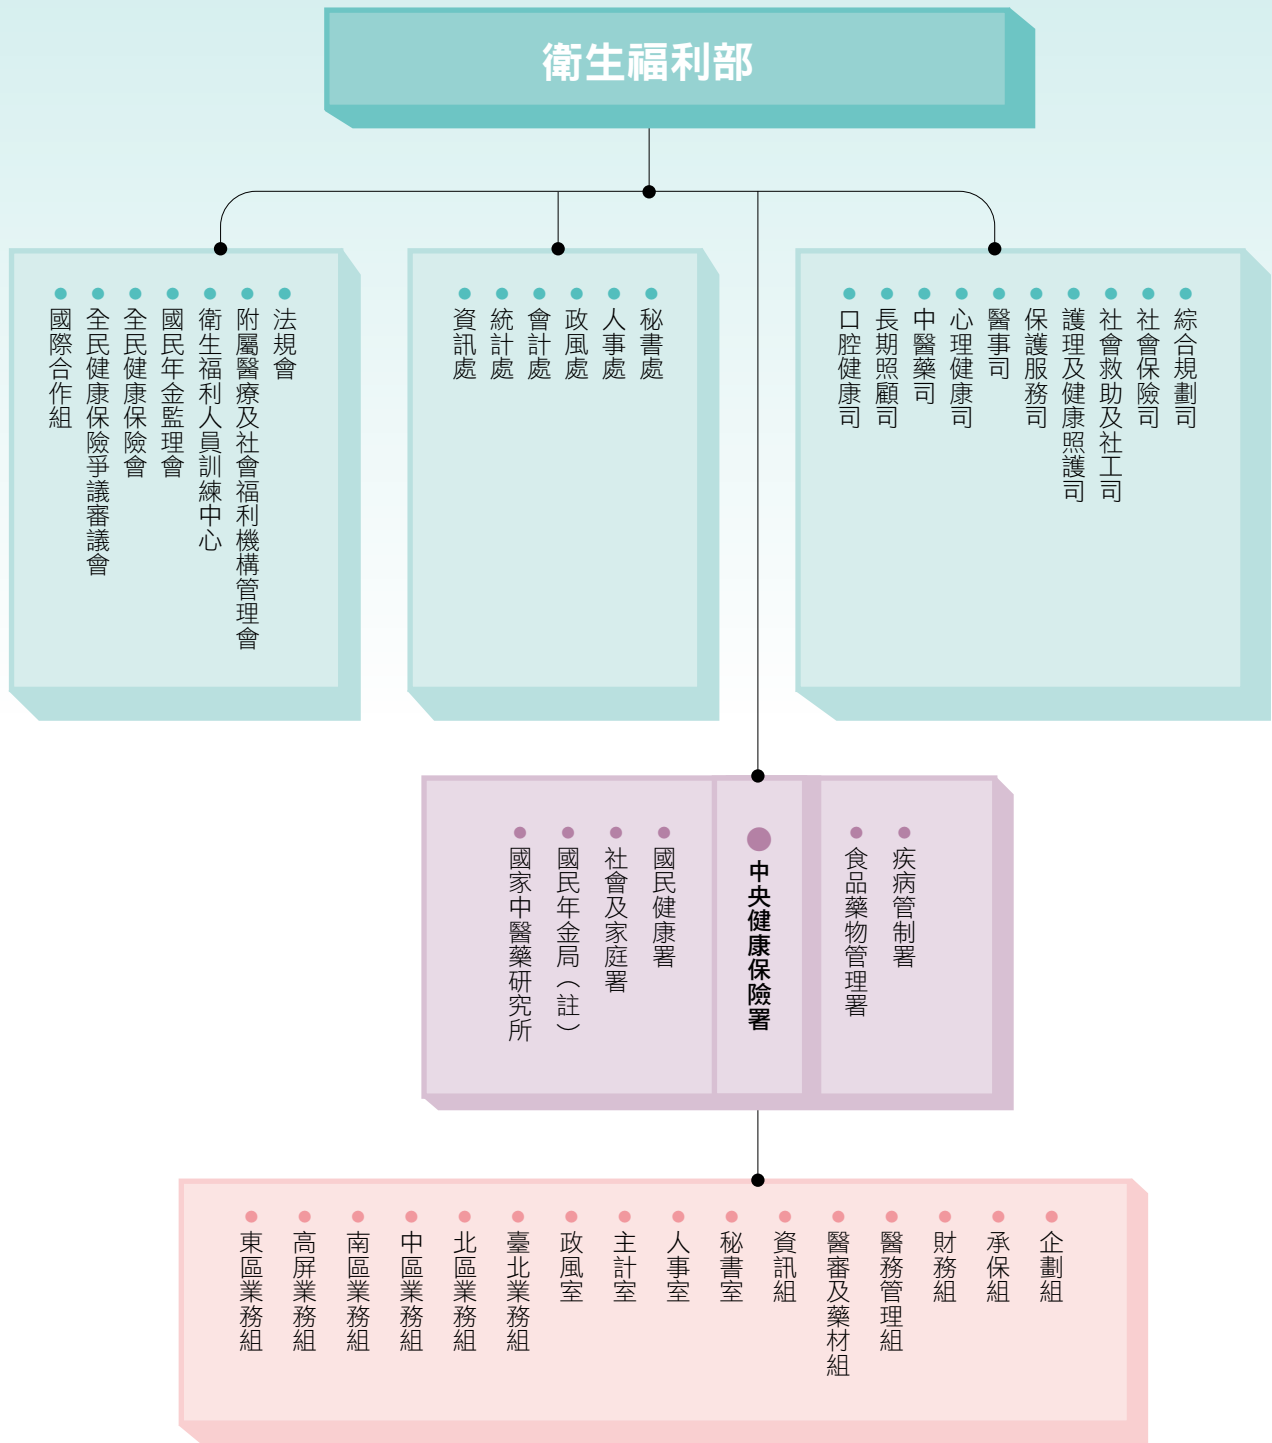 衛生福利部
綜合規劃司
社會保險司
社會救助及社工司
護理及健康照護司
保護服務司
醫事司
心理健康司
中醫藥司
長期照顧司
口腔健康司
秘書處
人事處
政風處
會計處
統計處
資訊處
法規會
附屬醫療及社會福利機構管理會
衛生福利人員訓練中心
國民年金監理會
全民健康保險會
全民健康保險爭議審議會
國際合作組
疾病管制署
食品藥物管理署
中央健康保險署
國民健康署
社會及家庭署
國民年金局（註）
國家中醫藥研究所
企劃組
承保組
財務組
醫務管理組
醫審及藥材組
資訊組
秘書室
人事室
主計室
政風室
臺北業務組
北區業務組
中區業務組
南區業務組
高屏業務組
東區業務組